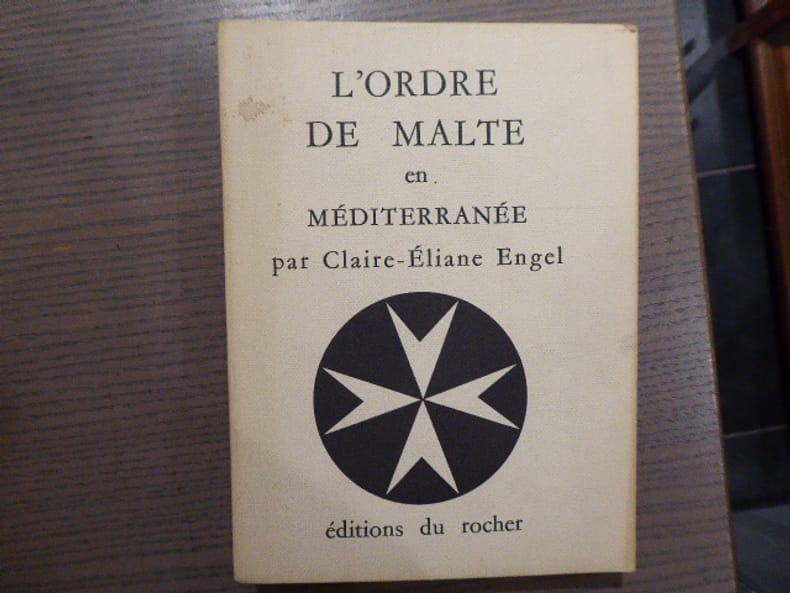 L'ORDRE
DE MALTE
en
MÉDITERRANÉE
par Claire-Éliane Engel
éditions du rocher